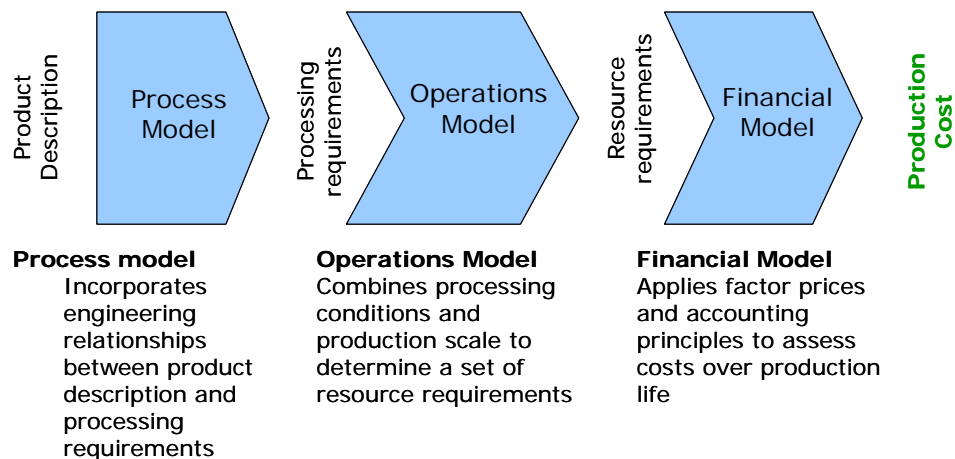 Product
Description
Process
Model
Processing
requirements
Operations
Model
Resource
requirements
Financial
Model
Production
Cost
Process model
Incorporates
engineering
relationships
between product
description and
processing
requirements
Operations Model
Combines processing
conditions and
production scale to
determine a set of
resource requirements
Financial Model
Applies factor prices
and accounting
principles to assess
costs over production
life